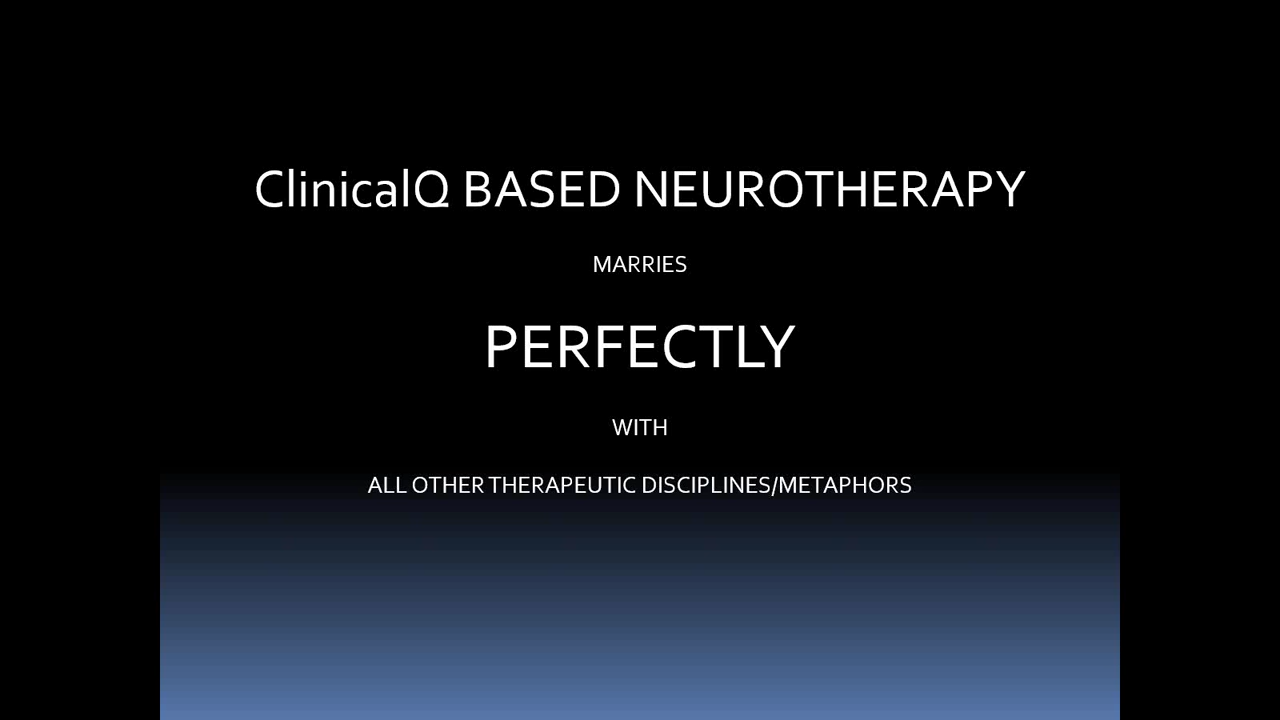 ClinicalQ BASED NEUROTHERAPY
MARRIES
PERFECTLY
WITH
ALL OTHER THERAPEUTIC DISCIPLINES/METAPHORS